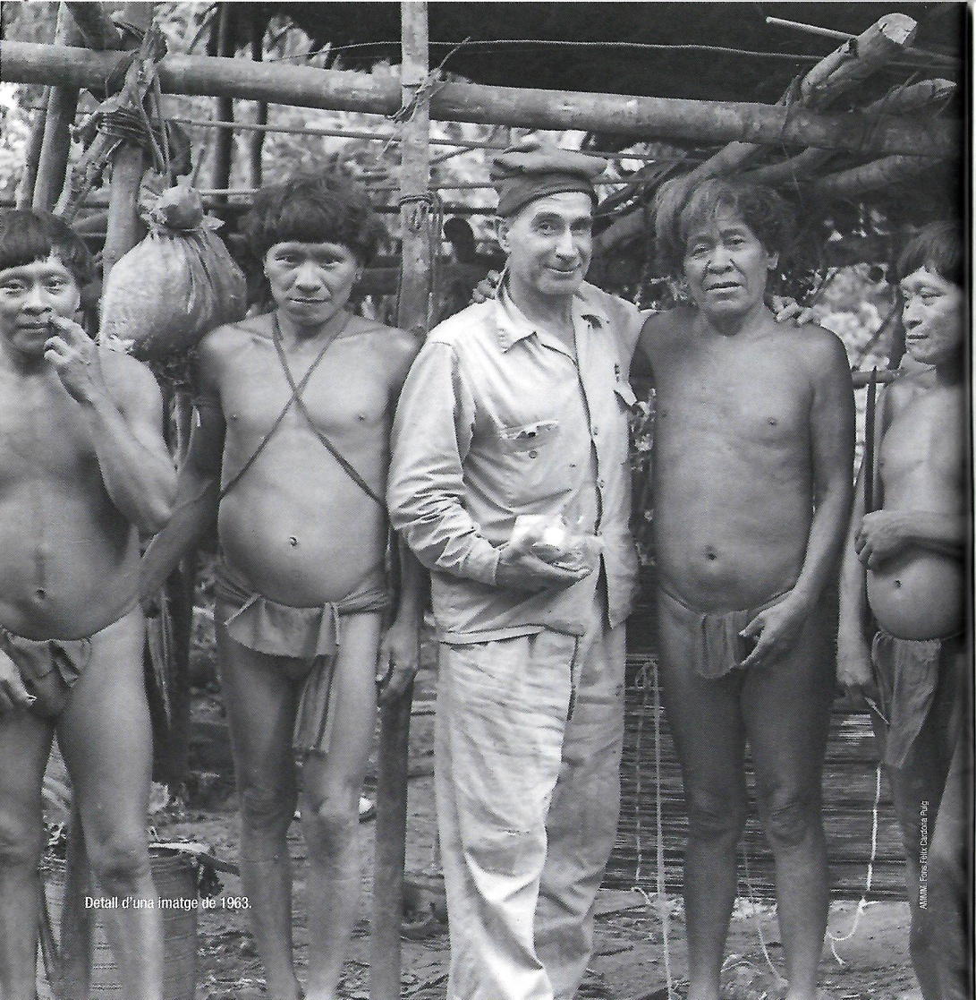 Detall d'una imatge de 1963.
AMMM. Fons Fèlix Cardona Puig